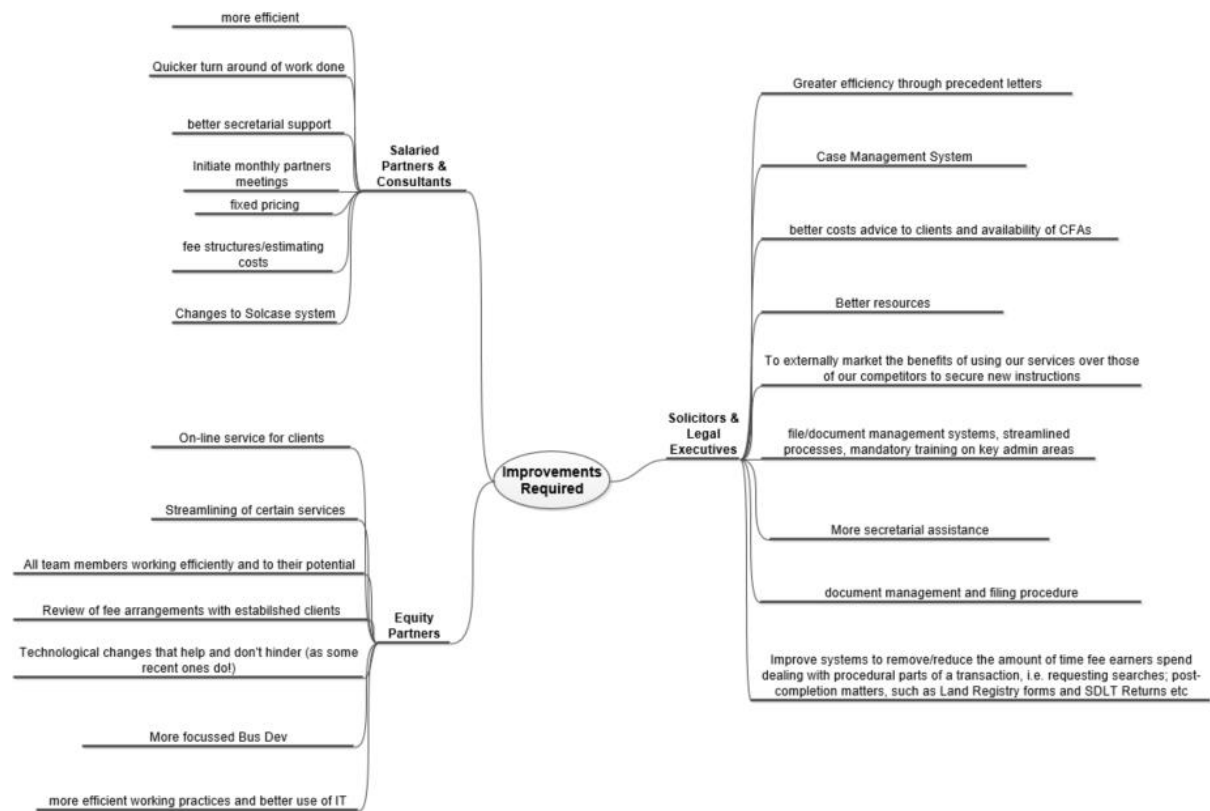 more efficient
Quicker turn around of work done
better secretarial support
Initiate monthly partners
meetings
fixed pricing
fee structures/estimating
costs
Changes to Solcase system
Salaried
Partners &
Consultants
On-line service for clients
Streamlining of certain services
All team members working efficiently and to their potential
Review of fee arrangements with estabilshed clients
Technological changes that help and don't hinder (as some
recent ones do!)
More focussed Bus Dev
more efficient working practices and better use of IT
Equity
Partners
Improvements
Required
Solicitors &
Legal
Executives
Greater efficiency through precedent letters
Case Management System
better costs advice to clients and availability of CFAs
Better resources
To externally market the benefits of using our services over those
of our competitors to secure new instructions
file/document management systems, streamlined
processes, mandatory training on key admin areas
More secretarial assistance
document management and filing procedure
Improve systems to remove/reduce the amount of time fee earners spend
dealing with procedural parts of a transaction, i.e. requesting searches; post-
completion matters, such as Land Registry forms and SDLT Returns etc